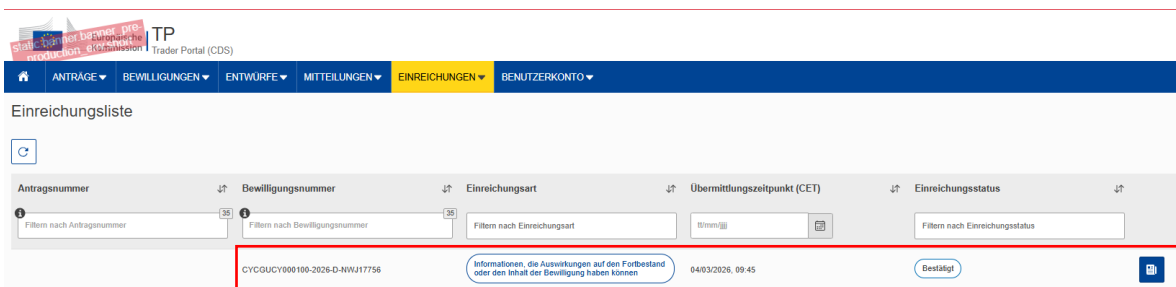 static banner banner_pre-
production_ekw short
Europäische
Kommission
TP
Trader Portal (CDS)
ANTRÄGE BEWILLIGUNGEN ENTWÜRFE MITTEILUNGEN EINREICHUNGEN BENUTZERKONTO
Einreichungsliste
Antragsnummer Bewilligungsnummer Einreichungsart Übermittlungszeitpunkt (CET) Einreichungsstatus
35 35
Filtern nach Antragsnummer Filtern nach Bewilligungsnummer Filtern nach Einreichungsart tt/mm/jjjj Filtern nach Einreichungsstatus
CYCGUCY000100-2026-D-NWJ17756 Informationen, die Auswirkungen auf den Fortbestand oder den Inhalt der Bewilligung haben können 04/03/2026, 09:45 Bestätigt